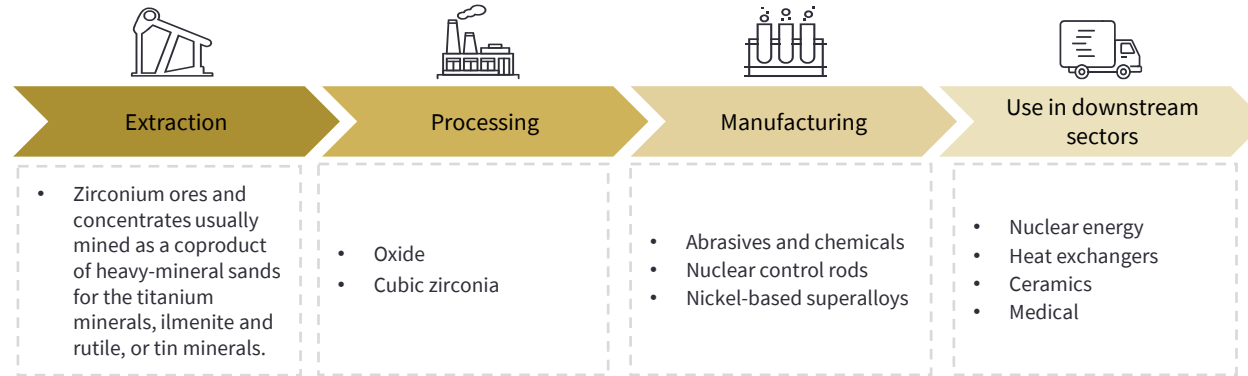 Extraction
Processing
Manufacturing
Use in downstream
sectors
• Zirconium ores and
concentrates usually
mined as a coproduct
of heavy-mineral sands
for the titanium
minerals, ilmenite and
rutile, or tin minerals.
• Oxide
• Cubic zirconia
• Abrasives and chemicals
• Nuclear control rods
• Nickel-based superalloys
• Nuclear energy
• Heat exchangers
• Ceramics
• Medical